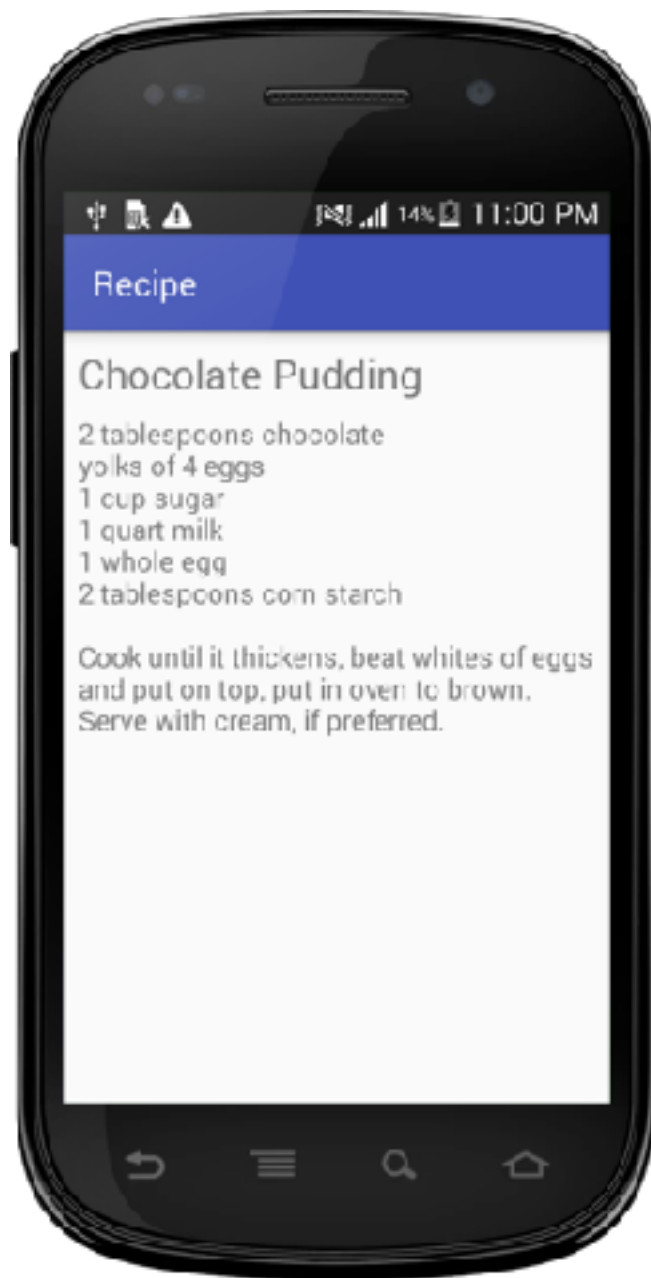 14% 11:00 PM
Recipe
Chocolate Pudding
2 tablespoons chocolate
yolks of 4 eggs
1 cup sugar
1 quart milk
1 whole egg
2 tablespoons corn starch
Cook until it thickens, beat whites of eggs
and put on top, put in oven to brown.
Serve with cream, if preferred.